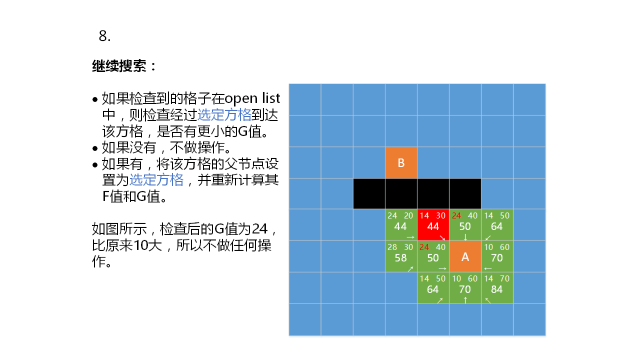 8.
继续搜索：
• 如果检查到的格子在open list
中，则检查经过选定方格到达
该方格，是否有更小的G值。
• 如果没有，不做操作。
• 如果有，将该方格的父节点设
置为选定方格，并重新计算其
F值和G值。
如图所示，检查后的G值为24，
比原来10大，所以不做任何操
作。
B
24 20 14 30 24 40 14 50
44 44 50 64
→ ↘ ↓ ↙
28 30 24 40 10 60
58 50 A 70
↗ → ←
14 50 10 60 14 70
64 70 84
↗ ↑ ↖